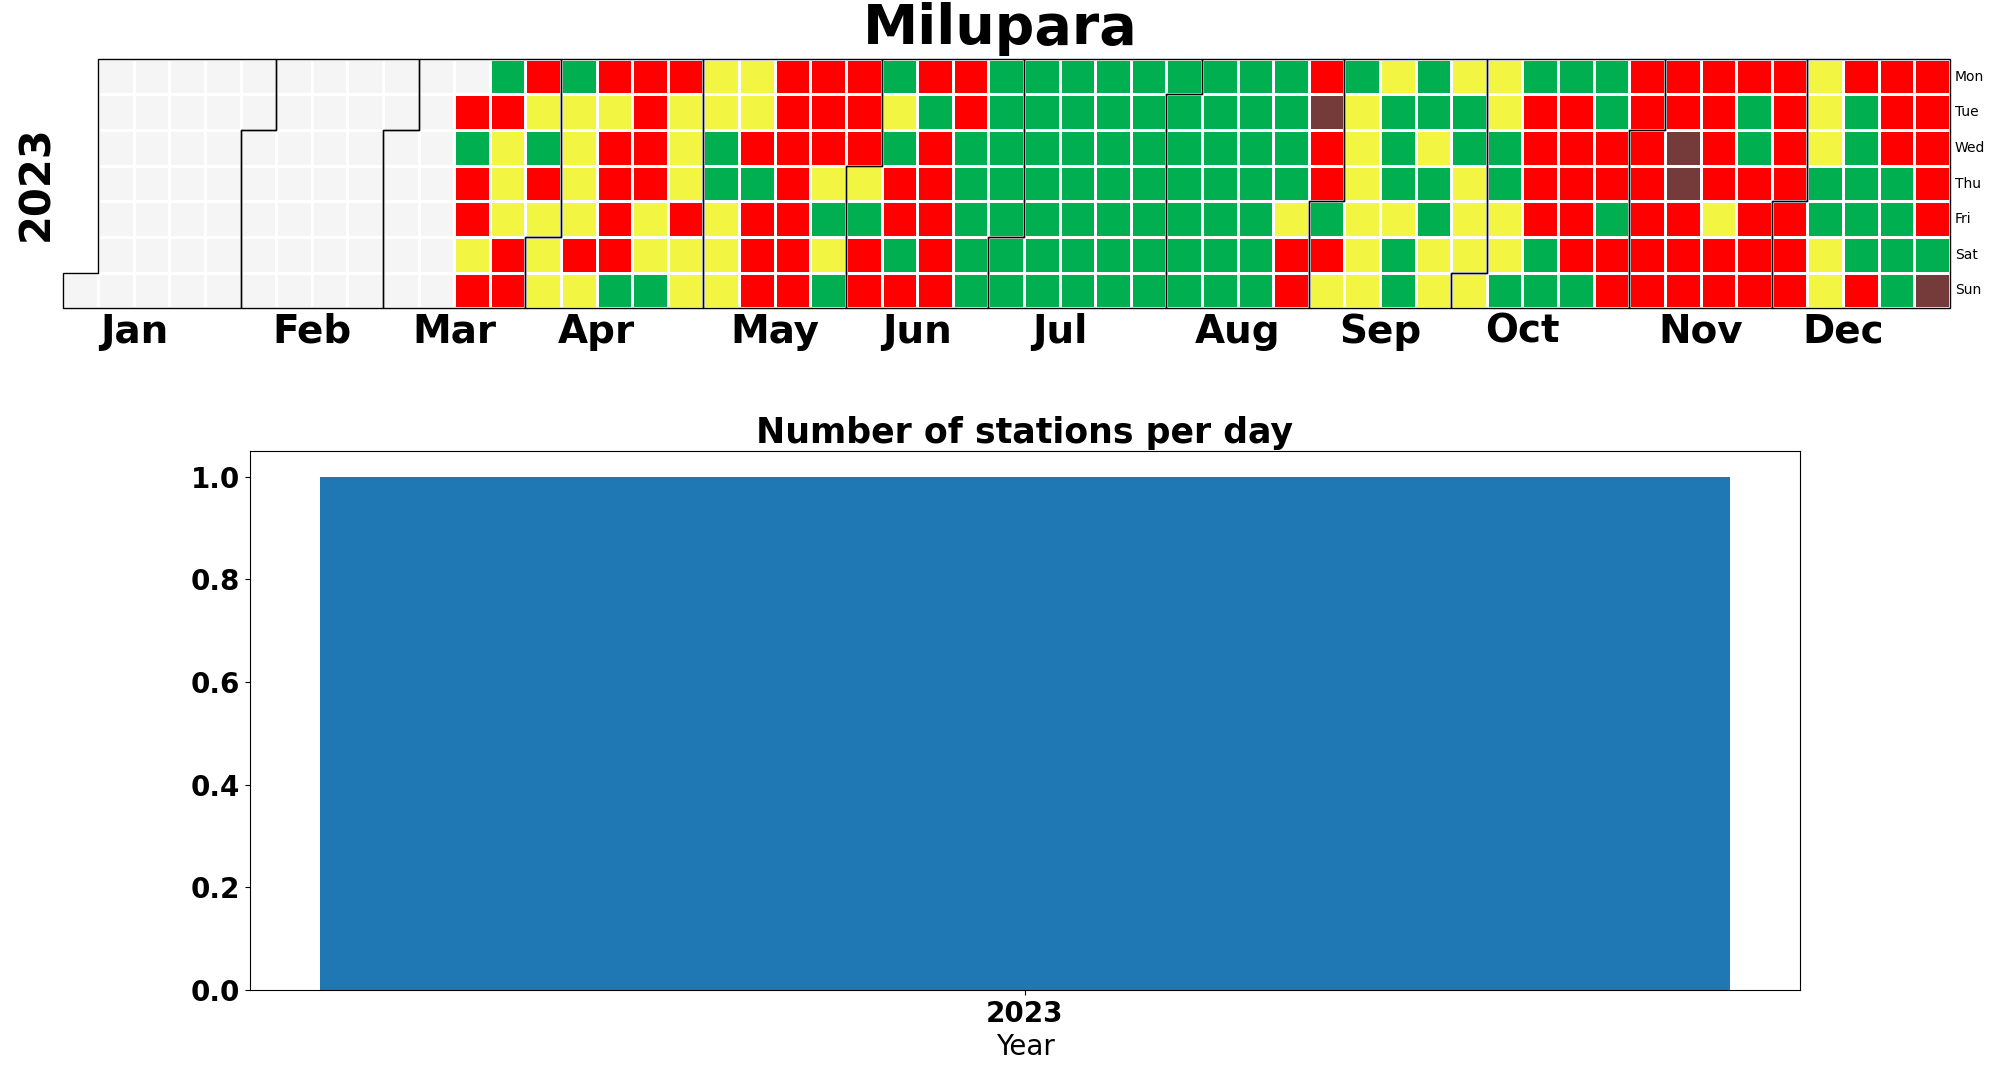 Milupara
2023
Mon
Tue
Wed
Thu
Fri
Sat
Sun
Jan Feb Mar Apr May Jun Jul Aug Sep Oct Nov Dec
Number of stations per day
1.0
0.8
0.6
0.4
0.2
0.0
2023
Year